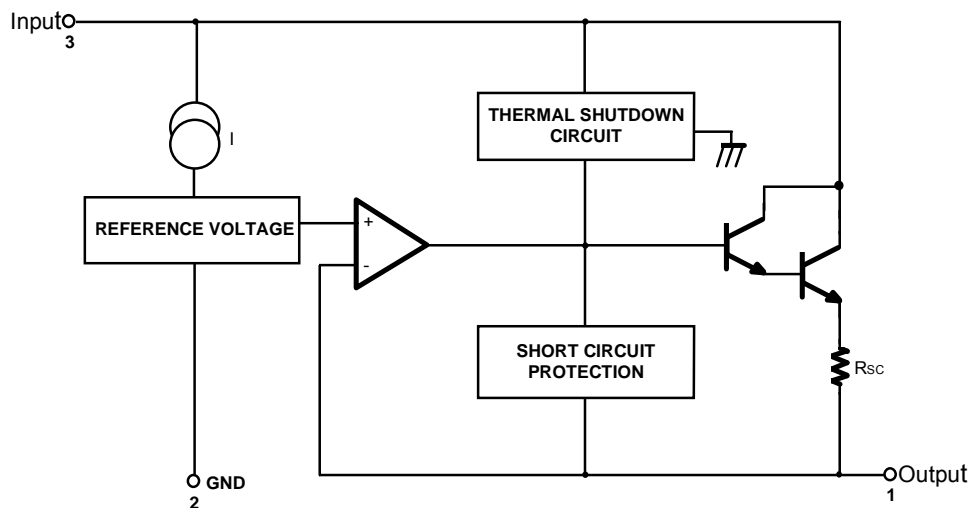 Input
3
THERMAL SHUTDOWN
CIRCUIT
I
REFERENCE VOLTAGE
+
-
SHORT CIRCUIT
PROTECTION
RSC
GND
2
Output
1